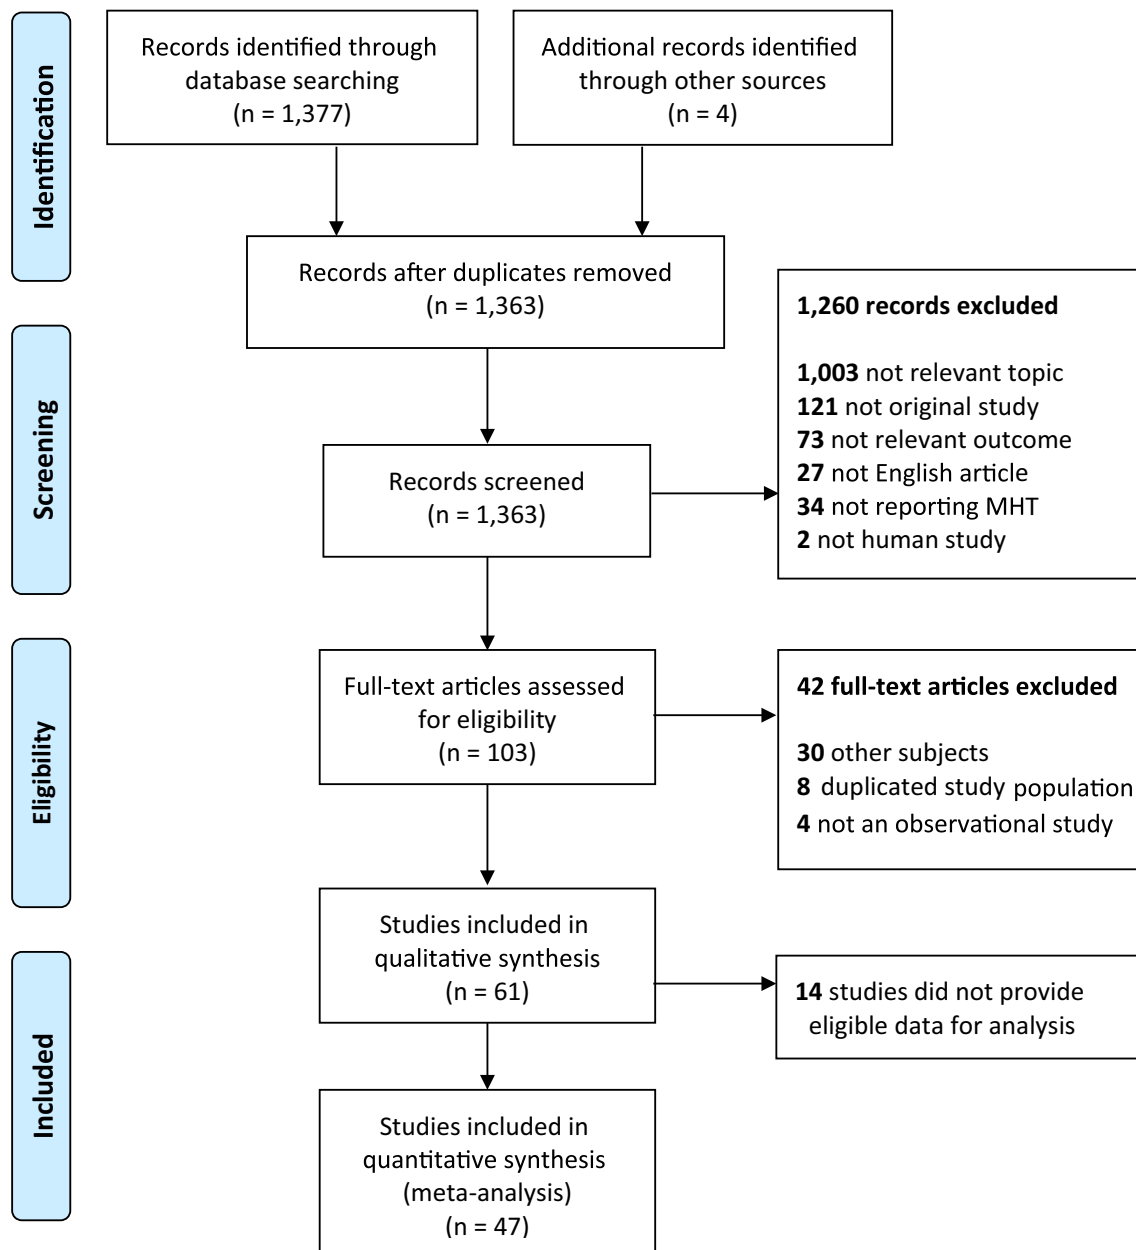 Identification
Records identified through
database searching
(n = 1,377)
Additional records identified
through other sources
(n = 4)
Records after duplicates removed
(n = 1,363)
Screening
Records screened
(n = 1,363)
1,260 records excluded
1,003 not relevant topic
121 not original study
73 not relevant outcome
27 not English article
34 not reporting MHT
2 not human study
Eligibility
Full-text articles assessed
for eligibility
(n = 103)
42 full-text articles excluded
30 other subjects
8 duplicated study population
4 not an observational study
Included
Studies included in
qualitative synthesis
(n = 61)
14 studies did not provide
eligible data for analysis
Studies included in
quantitative synthesis
(meta-analysis)
(n = 47)